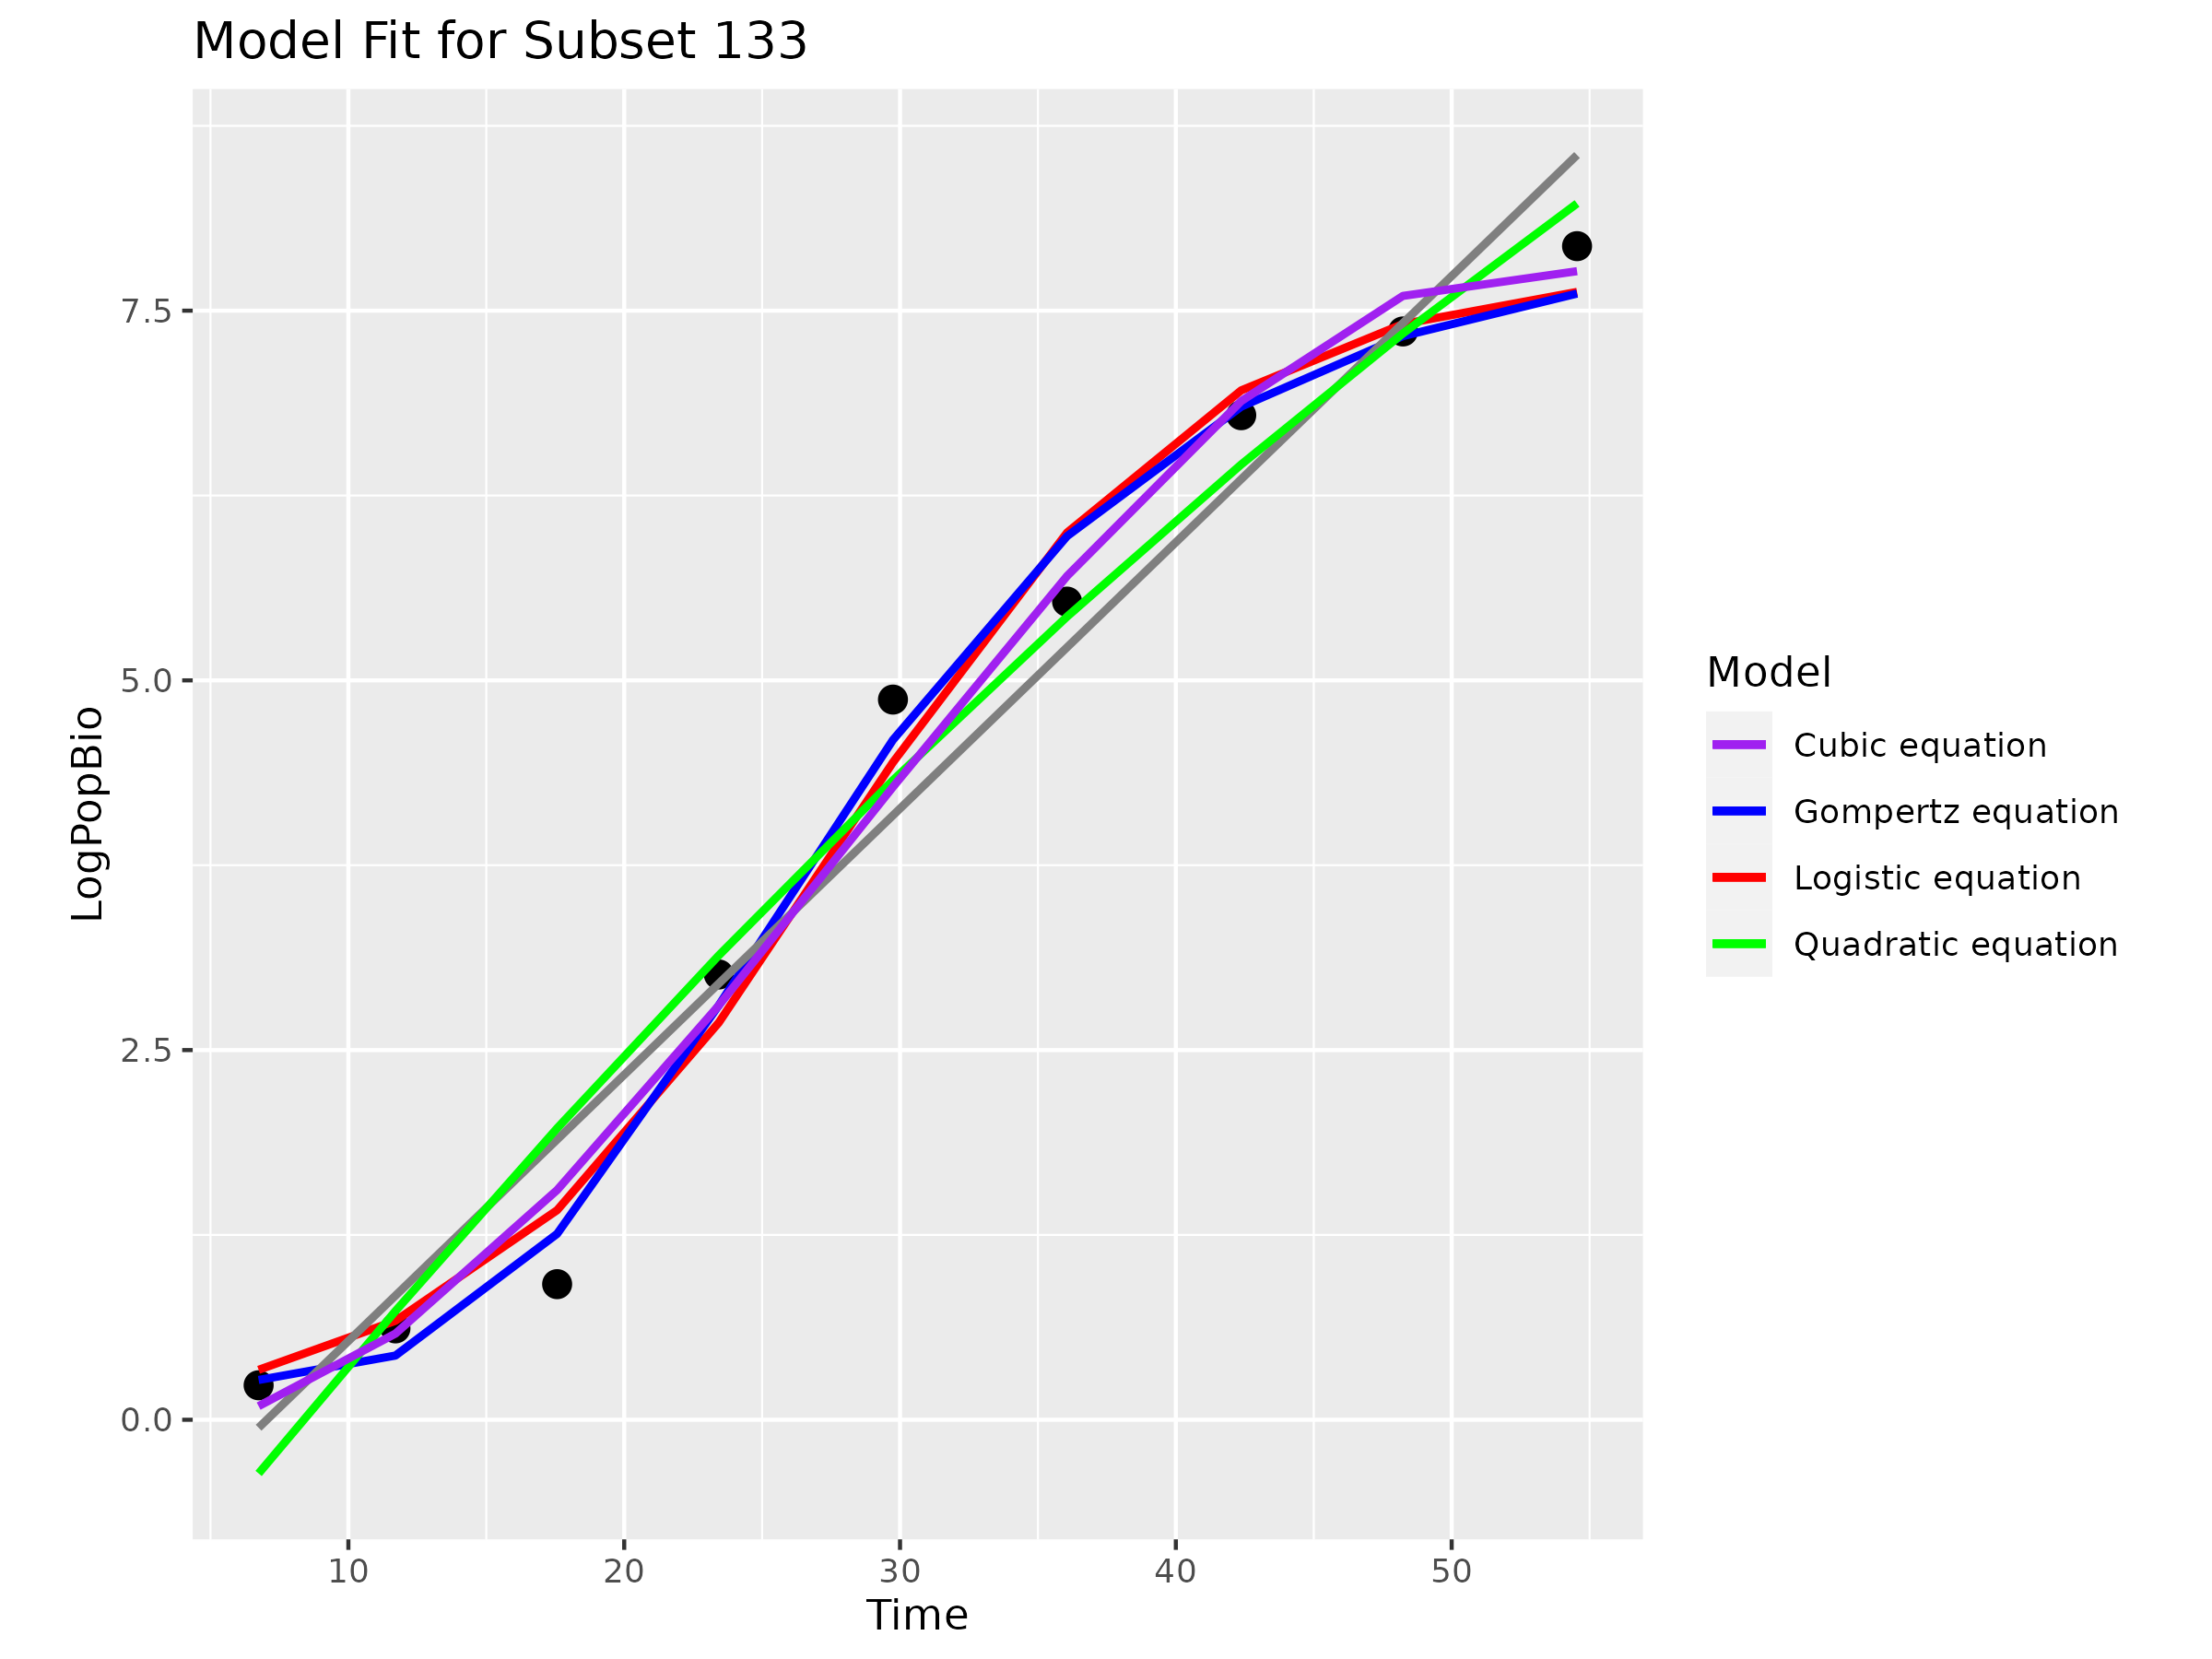 Model Fit for Subset 133
7.5
5.0
2.5
0.0
LogPopBio
10 20 30 40 50
Time
Model
Cubic equation
Gompertz equation
Logistic equation
Quadratic equation